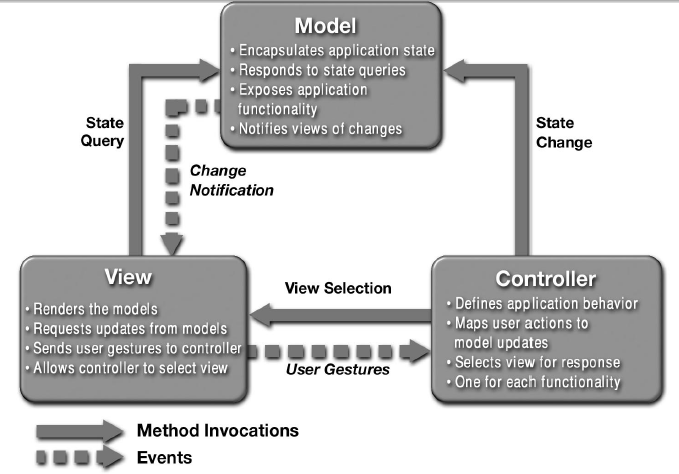 Model
• Encapsulates application state
• Responds to state queries
• Exposes application
functionality
• Notifies views of changes
State
Query
Change
Notification
State
Change
View
• Renders the models
• Requests updates from models
• Sends user gestures to controller
• Allows controller to select view
View Selection
User Gestures
Controller
• Defines application behavior
• Maps user actions to
model updates
• Selects view for response
• One for each functionality
Method Invocations
Events